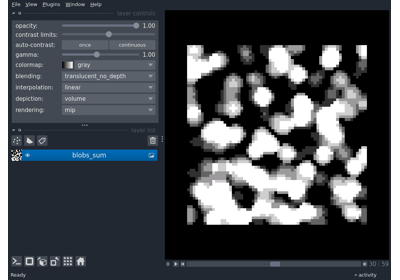 File View Plugins Window Help
layer controls
opacity: 1.00
contrast limits:
auto-contrast: once continuous
gamma: 1.00
colormap: gray
blending: translucent_no_depth
interpolation: linear
depiction: volume
rendering: mip
layer list
blobs_sum
30 59
Ready activity